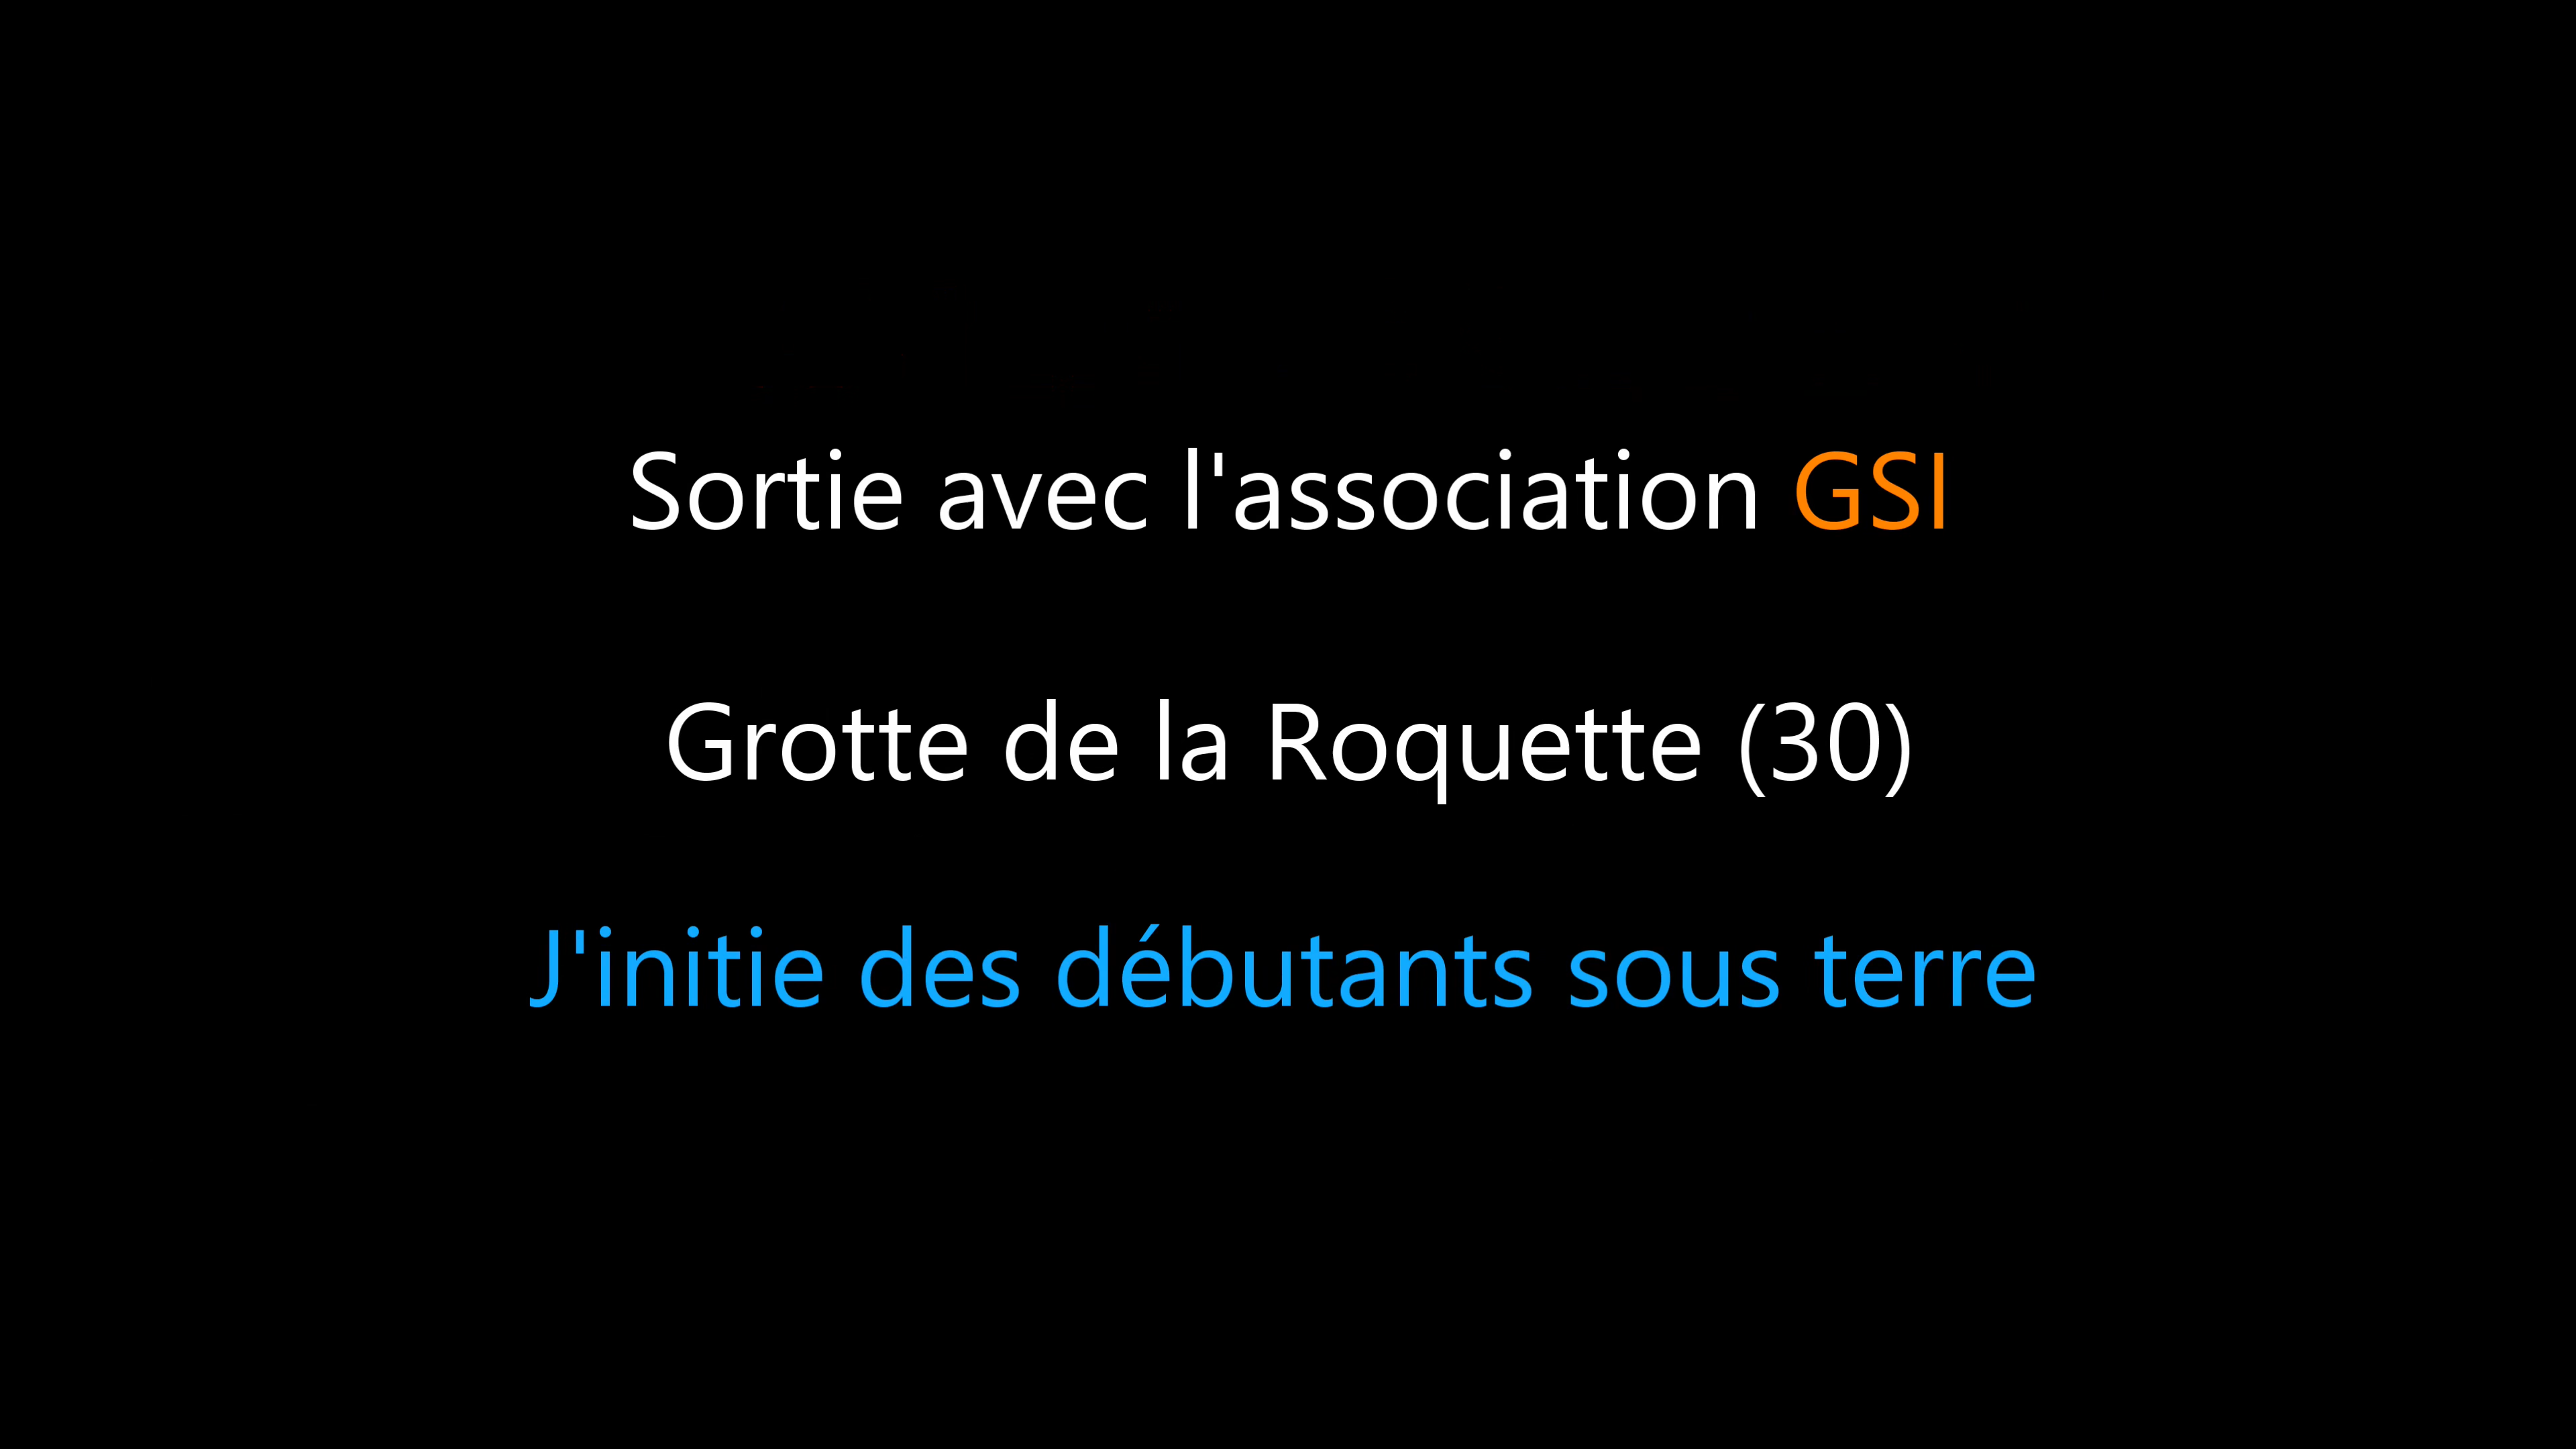 Sortie avec l'association GSI
Grotte de la Roquette (30)
J'initie des débutants sous terre